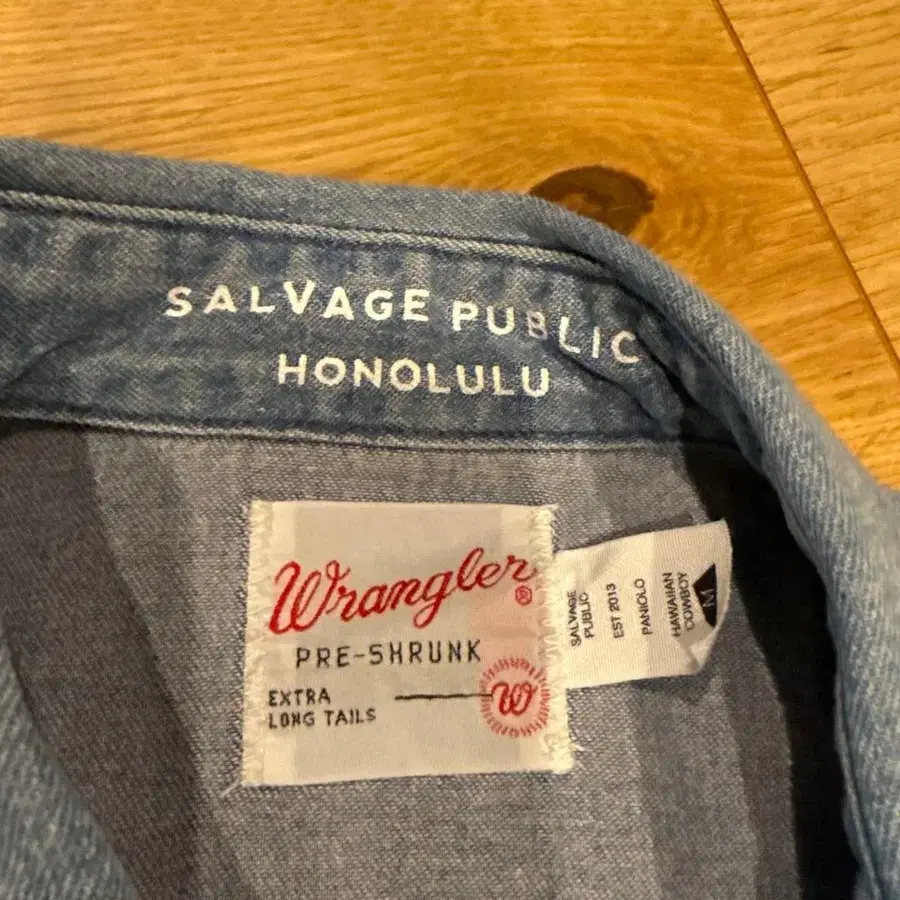 SALVAGE PUBLIC
HONOLULU
Wrangler®
PRE-SHRUNK
EXTRA
LONG TAILS
W
SALVAGE
PUBLIC
EST 2013
PANIOLO
HAWAIIAN
COWBOY
M